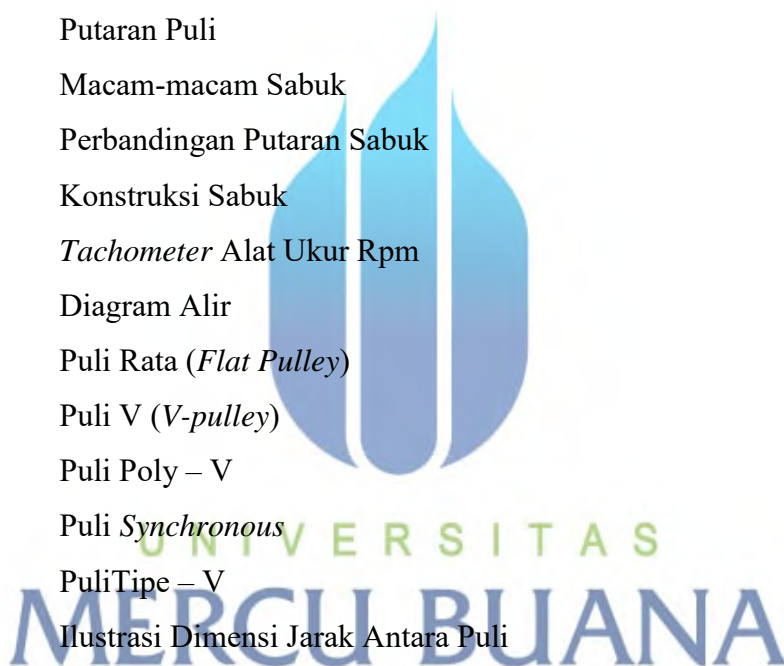 Putaran Puli
Macam-macam Sabuk
Perbandingan Putaran Sabuk
Konstruksi Sabuk
Tachometer Alat Ukur Rpm
Diagram Alir
Puli Rata (Flat Pulley)
Puli V (V-pulley)
Puli Poly – V
Puli Synchronous
UNIVERSITAS
PuliTipe – V
MERCU BUANA
Ilustrasi Dimensi Jarak Antara Puli